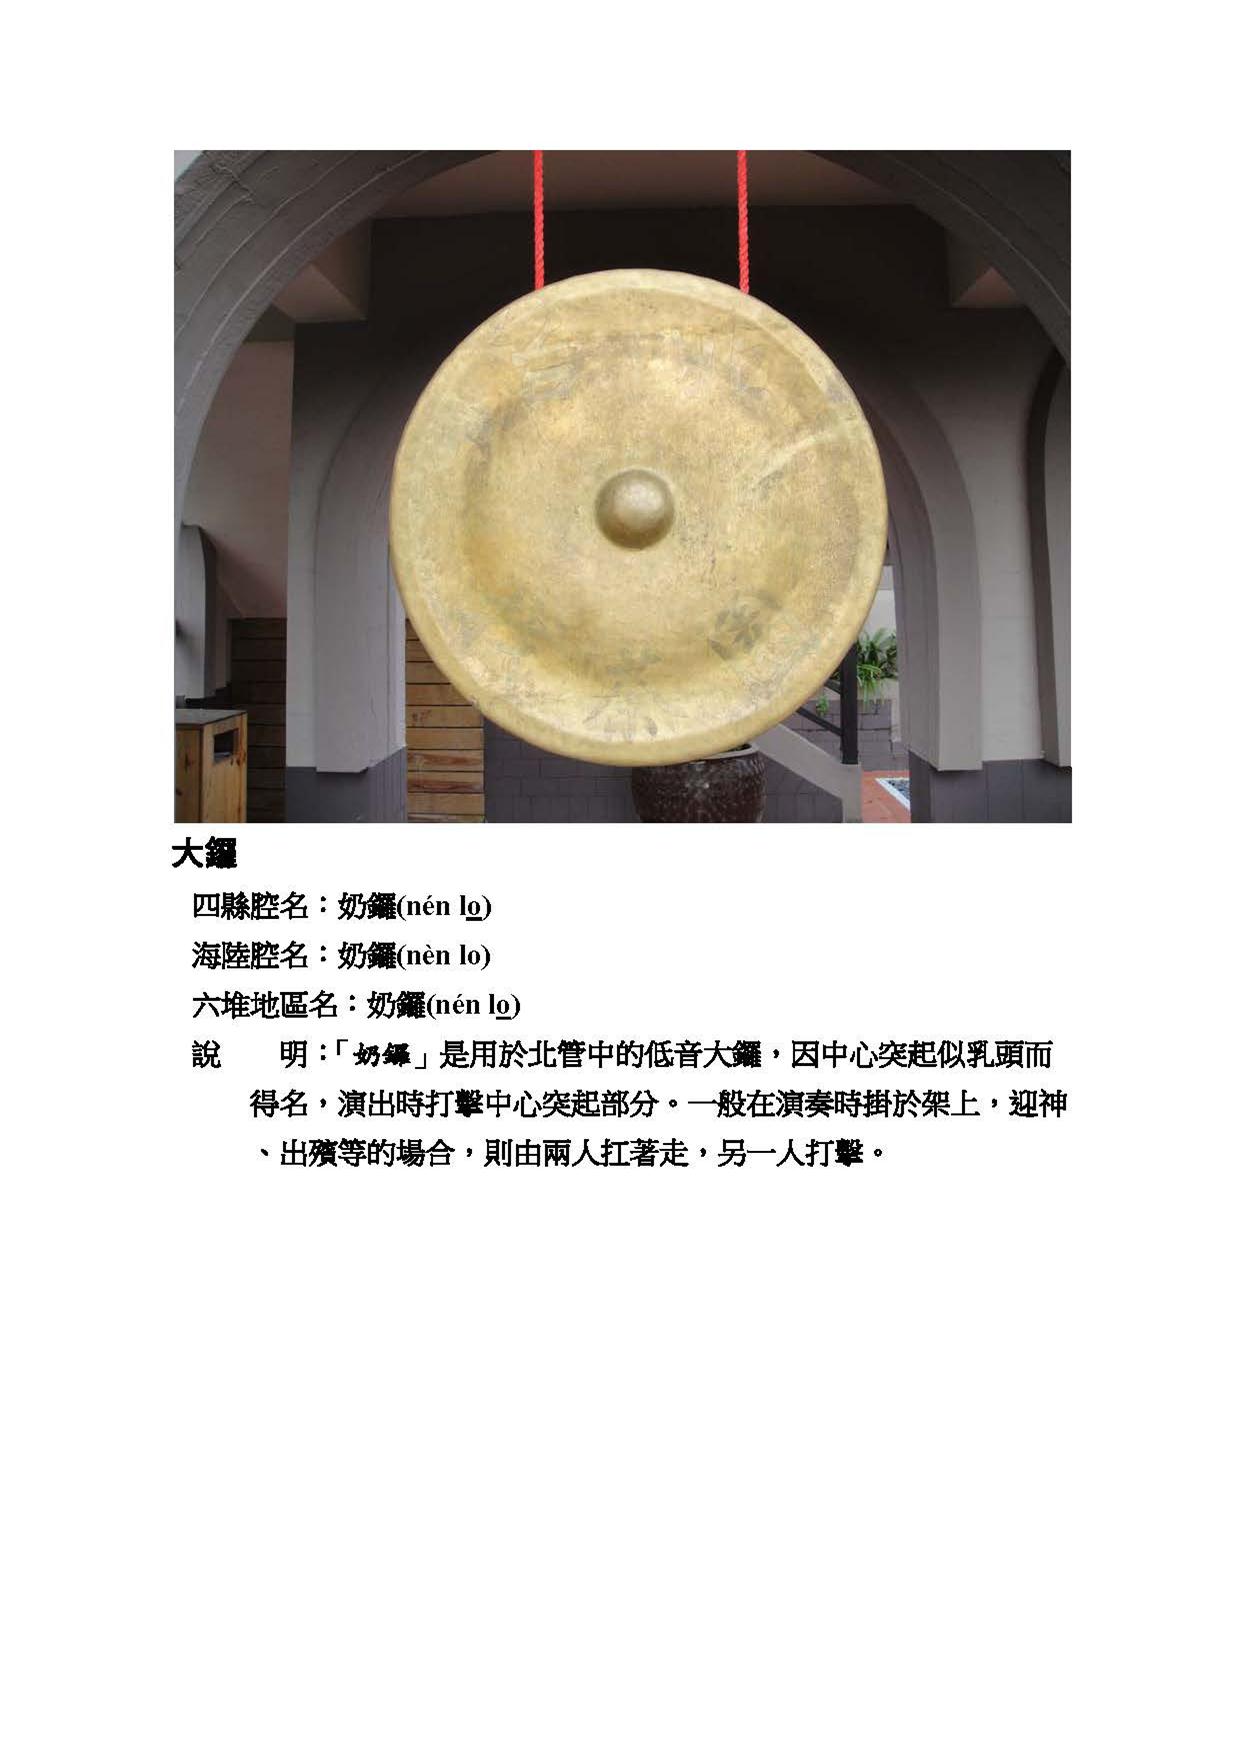 大鑼
四縣腔名：奶鑼(nén lo)
海陸腔名：奶鑼(nèn lo)
六堆地區名：奶鑼(nén lo)
說　　明：「奶鑼」是用於北管中的低音大鑼，因中心突起似乳頭而
得名，演出時打擊中心突起部分。一般在演奏時掛於架上，迎神
、出殯等的場合，則由兩人扛著走，另一人打擊。